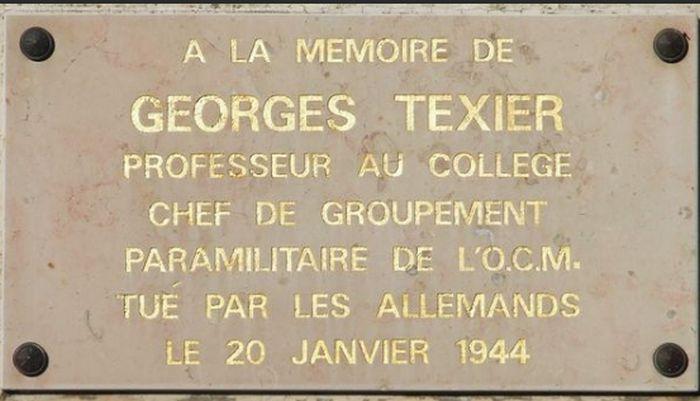 A LA MEMOIRE DE
GEORGES TEXIER
PROFESSEUR AU COLLEGE
CHEF DE GROUPEMENT
PARAMILITAIRE DE L'O.C.M.
TUÉ PAR LES ALLEMANDS
LE 20 JANVIER 1944